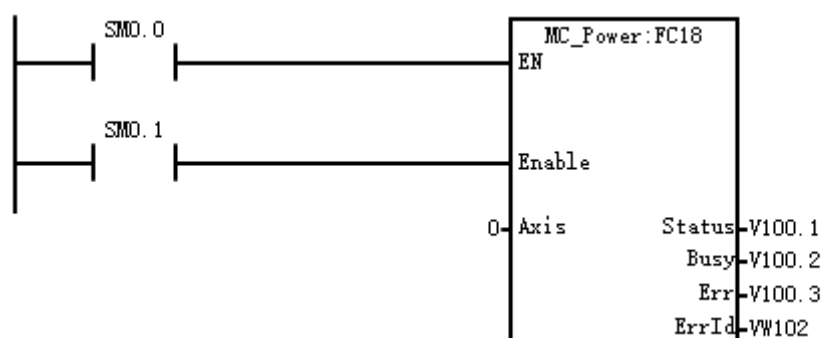 SM0.0
MC_Power:FC18
EN
SM0.1
Enable
0 Axis Status V100.1
Busy V100.2
Err V100.3
ErrId VW102